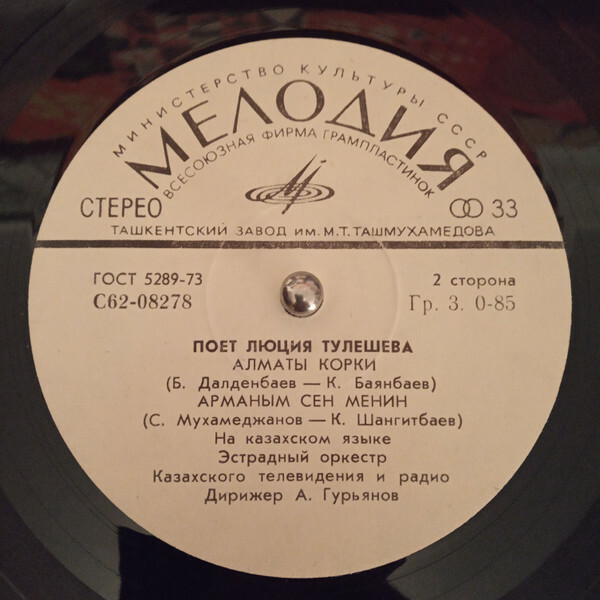 МИНИСТЕРСТВО КУЛЬТУРЫ СССР
МЕЛОДИЯ
ВСЕСОЮЗНАЯ ФИРМА ГРАМПЛАСТИНОК
СТЕРЕО
33
ТАШКЕНТСКИЙ ЗАВОД ИМ. М.Т. ТАШМУХАМЕДОВА
ГОСТ 5289-73
2 сторона
С62-08278
Гр. 3. 0-85
ПОЕТ ЛЮЦИЯ ТУЛЕШЕВА
АЛМАТЫ КОРКИ
(Б. Далденбаев — К. Баянбаев)
АРМАНЫМ СЕН МЕНИН
(С. Мухамеджанов — К. Шангитбаев)
На казахском языке
Эстрадный оркестр
Казахского телевидения и радио
Дирижер А. Гурьянов